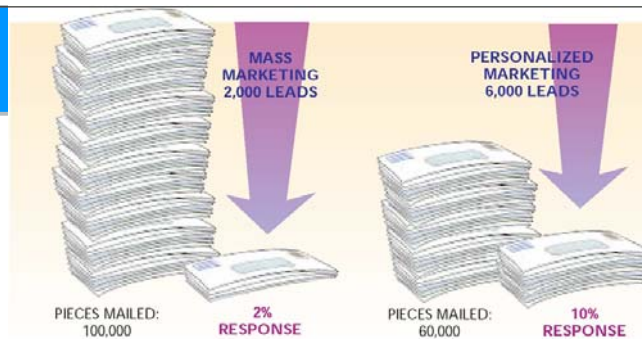 MASS
MARKETING
2,000 LEADS
PIECES MAILED:
100,000
2%
RESPONSE
PERSONALIZED
MARKETING
6,000 LEADS
PIECES MAILED:
60,000
10%
RESPONSE